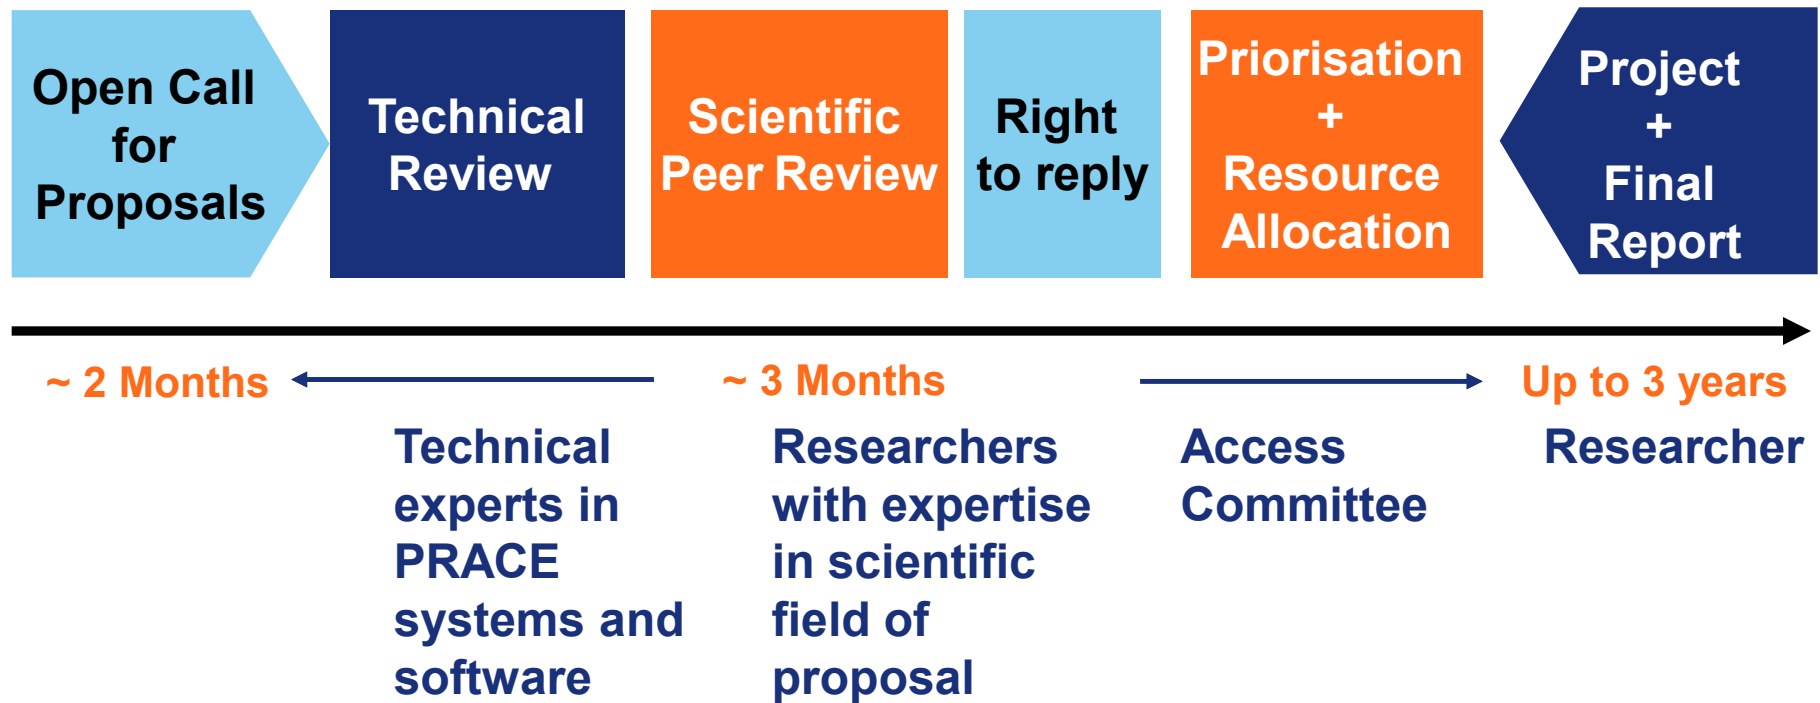 Open Call
for
Proposals
Technical
Review
Scientific
Peer Review
Right
to reply
Priorisation
+
Resource
Allocation
Project
+
Final
Report
~ 2 Months
~ 3 Months
Up to 3 years
Technical
experts in
PRACE
systems and
software
Researchers
with expertise
in scientific
field of
proposal
Access
Committee
Researcher